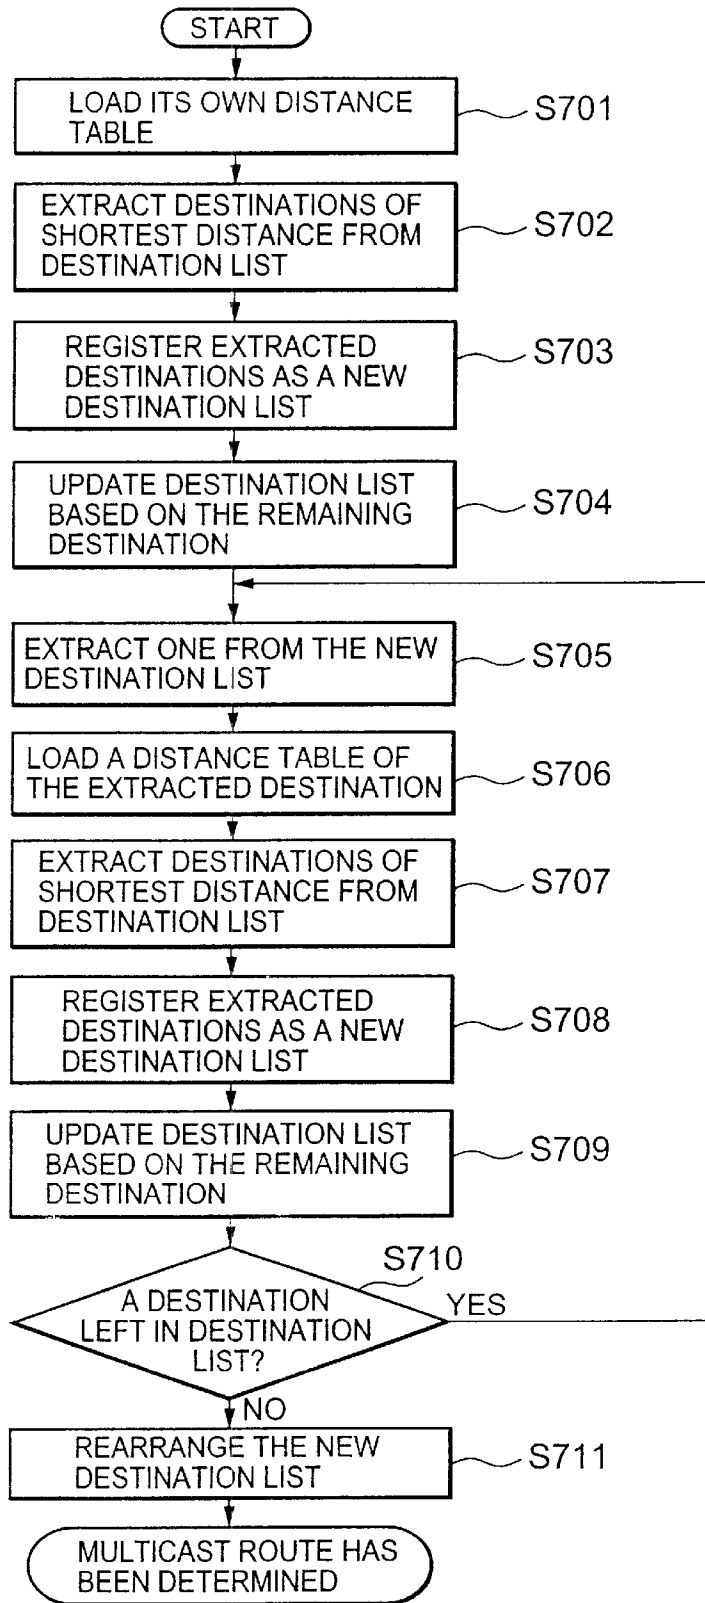 START
LOAD ITS OWN DISTANCE
TABLE
S701
EXTRACT DESTINATIONS OF
SHORTEST DISTANCE FROM
DESTINATION LIST
S702
REGISTER EXTRACTED
DESTINATIONS AS A NEW
DESTINATION LIST
S703
UPDATE DESTINATION LIST
BASED ON THE REMAINING
DESTINATION
S704
EXTRACT ONE FROM THE NEW
DESTINATION LIST
S705
LOAD A DISTANCE TABLE OF
THE EXTRACTED DESTINATION
S706
EXTRACT DESTINATIONS OF
SHORTEST DISTANCE FROM
DESTINATION LIST
S707
REGISTER EXTRACTED
DESTINATIONS AS A NEW
DESTINATION LIST
S708
UPDATE DESTINATION LIST
BASED ON THE REMAINING
DESTINATION
S709
S710
A DESTINATION
LEFT IN DESTINATION
LIST?
YES
NO
REARRANGE THE NEW
DESTINATION LIST
S711
MULTICAST ROUTE HAS
BEEN DETERMINED